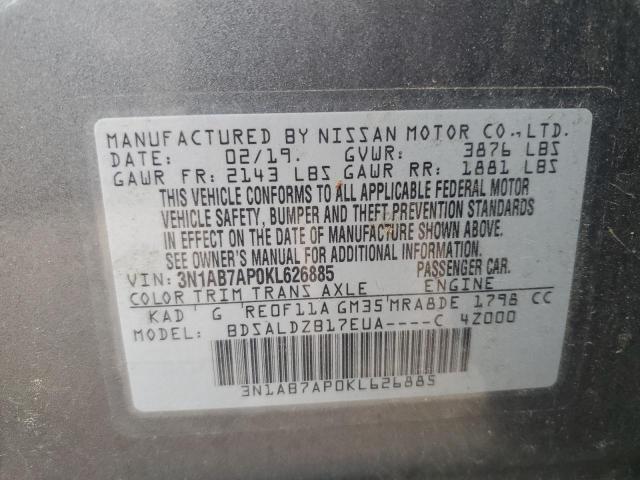 MANUFACTURED BY NISSAN MOTOR CO.,LTD.
DATE: 02/19. GVWR: 3876 LBS
GAWR FR: 2143 LBS GAWR RR: 1881 LBS
THIS VEHICLE CONFORMS TO ALL APPLICABLE FEDERAL MOTOR
VEHICLE SAFETY, BUMPER AND THEFT PREVENTION STANDARDS
IN EFFECT ON THE DATE OF MANUFACTURE SHOWN ABOVE.
SEE OWNER'S MANUAL FOR ADDITIONAL INFORMATION.
VIN: 3N1AB7AP0KL626885 PASSENGER CAR.
COLOR TRIM TRANS AXLE ENGINE
KAD G RE0F11A GM35 MRA8DE 1798 CC
MODEL: BDSALDZB17EUA----C 4Z000
3N1AB7AP0KL626885